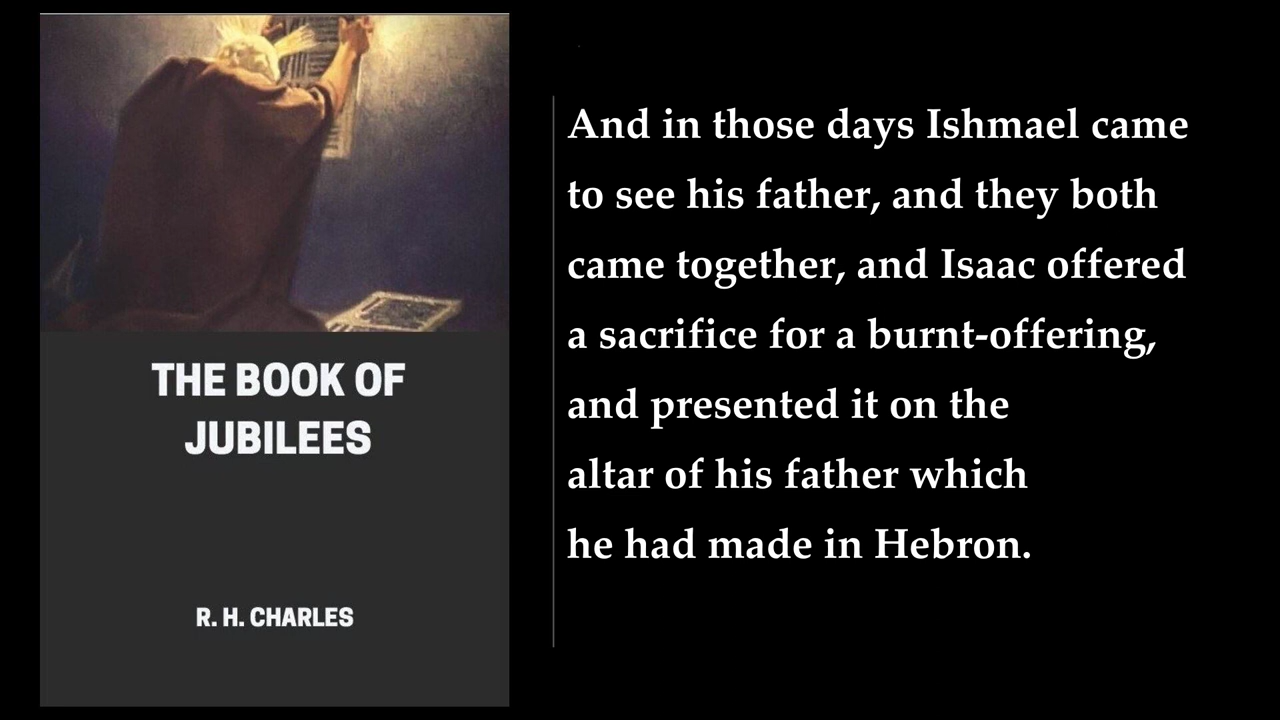 THE BOOK OF
JUBILEES
R. H. CHARLES
And in those days Ishmael came
to see his father, and they both
came together, and Isaac offered
a sacrifice for a burnt-offering,
and presented it on the
altar of his father which
he had made in Hebron.